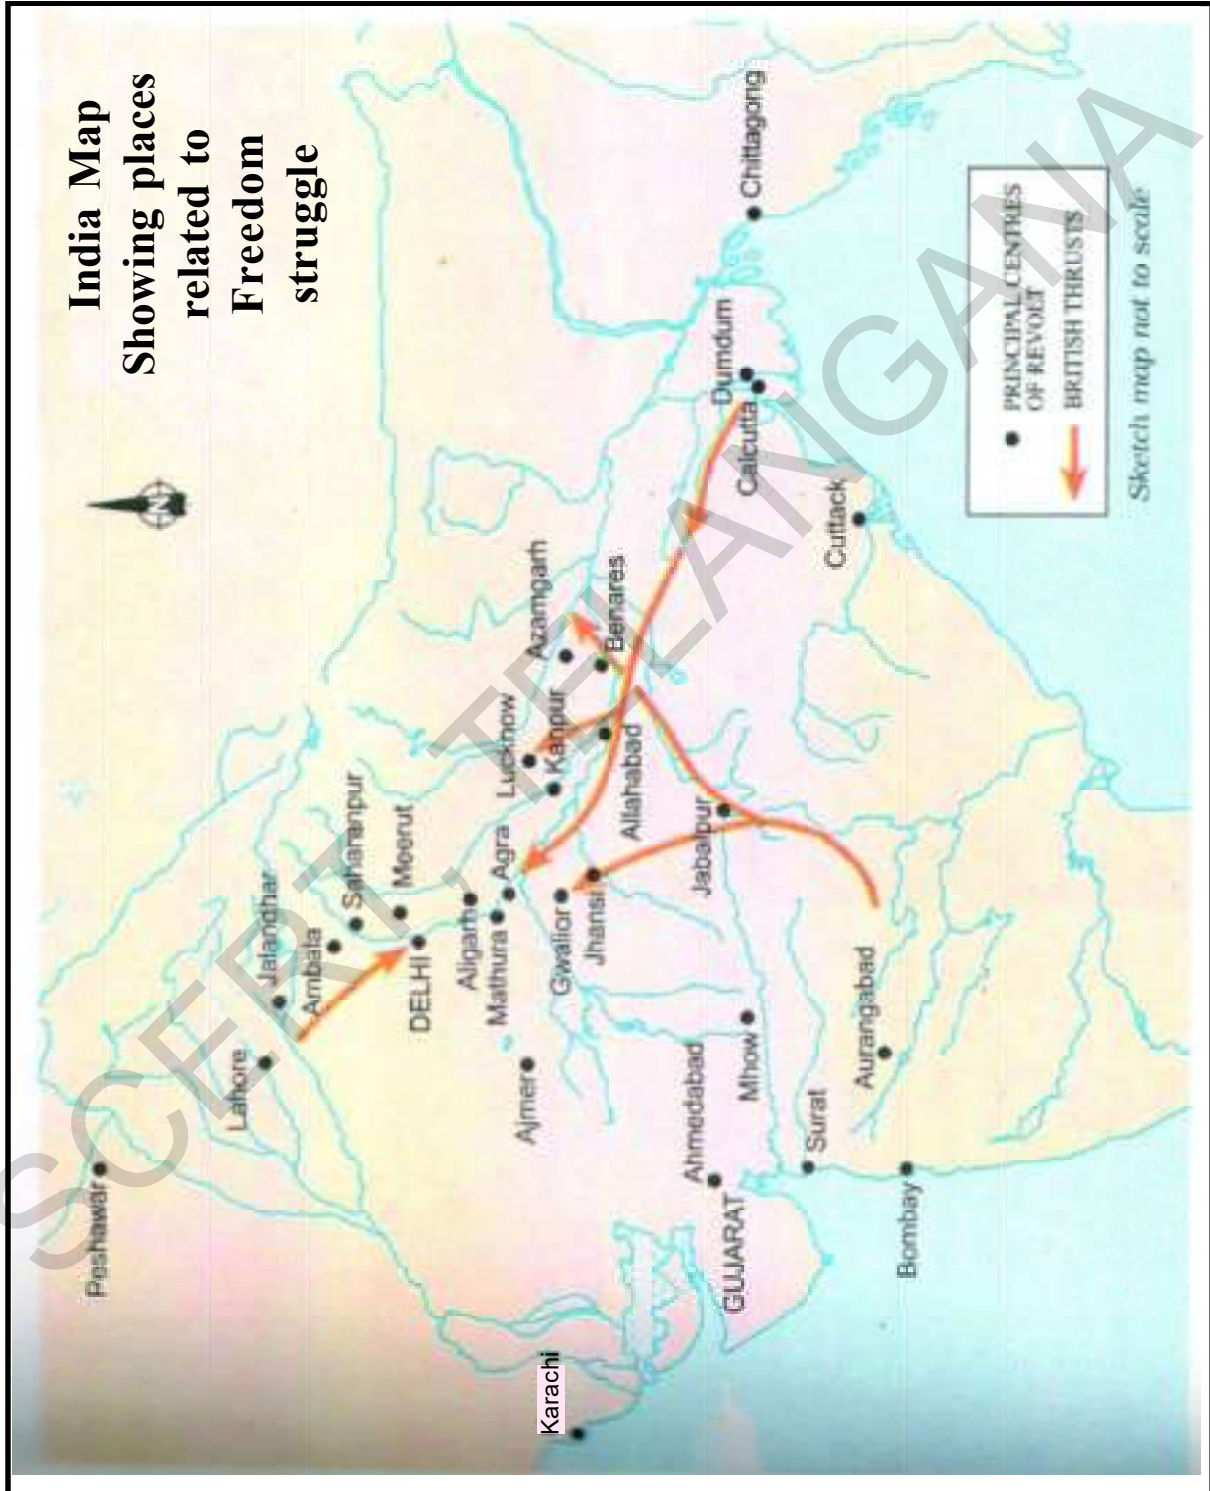 India Map
Showing places
related to
Freedom
struggle
N
Peshawar
Lahore
Jalandhar
Ambala
Saharanpur
Meerut
DELHI
Aligarh
Mathura
Agra
Lucknow
Kanpur
Azamgarh
Benares
Ajmer
Gwalior
Jhansi
Allahabad
Karachi
GUJARAT
Ahmedabad
Mhow
Jabalpur
Calcutta
Dumdum
Chittagong
Surat
Aurangabad
Cuttack
Bombay
PRINCIPAL CENTRES
OF REVOLT
BRITISH THRUSTS
Sketch map not to scale
SCERT, TELANGANA